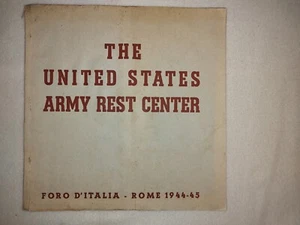 THE
UNITED STATES
ARMY REST CENTER
FORO D'ITALIA - ROME 1944-45